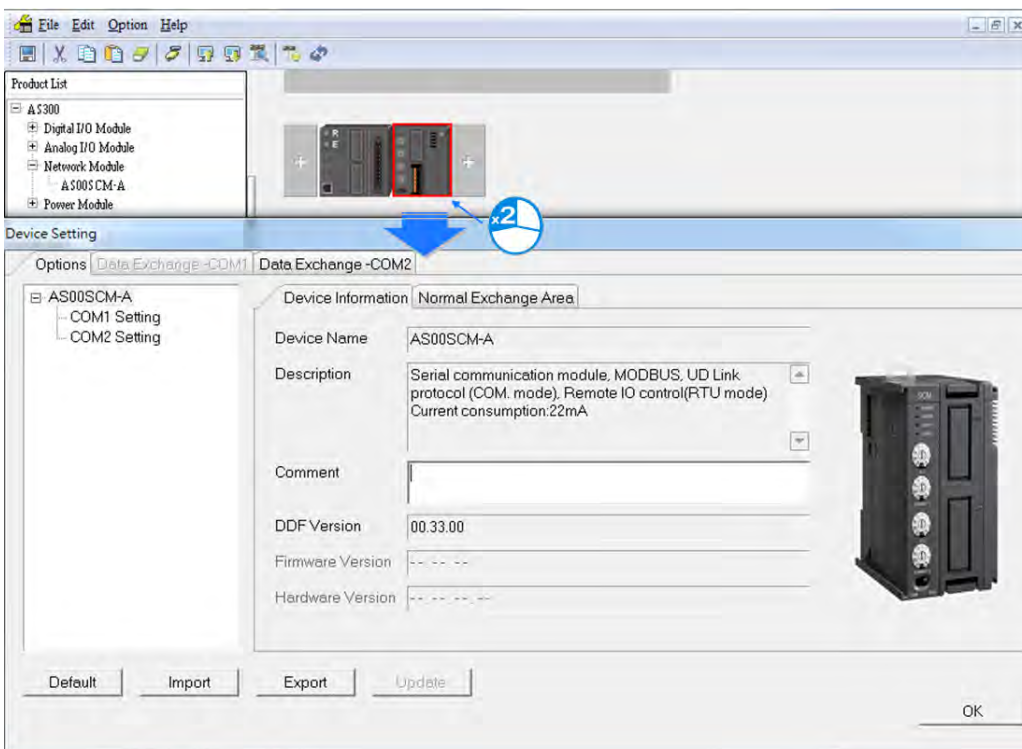 File Edit Option Help
Product List
AS300
Digital I/O Module
Analog I/O Module
Network Module
AS00SCM-A
Power Module
R
E
×2
Device Setting
Options Data Exchange -COM1 Data Exchange -COM2
AS00SCM-A
COM1 Setting
COM2 Setting
Device Information Normal Exchange Area
Device Name AS00SCM-A
Description Serial communication module, MODBUS, UD Link
protocol (COM. mode), Remote IO control(RTU mode)
Current consumption:22mA
Comment
DDF Version 00.33.00
Firmware Version -- -- --
Hardware Version -- -- -- --
SCM
Default Import Export Update
OK